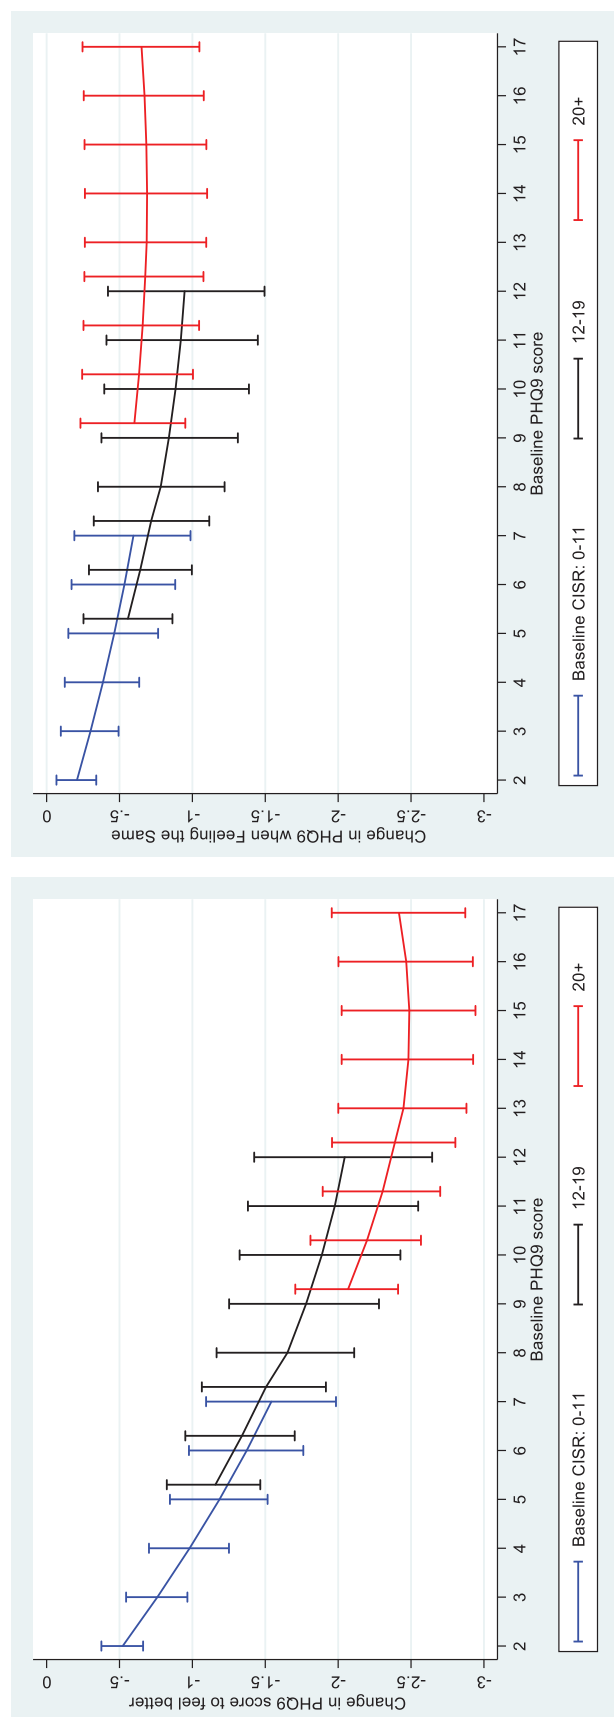 Change in PHQ9 score to feel better
0
-.5
-1
-1.5
-2
-2.5
-3
2 3 4 5 6 7 8 9 10 11 12 13 14 15 16 17
Baseline PHQ9 score
Baseline CISR: 0-11 12-19 20+
Change in PHQ9 when Feeling the Same
0
-.5
-1
-1.5
-2
-2.5
-3
2 3 4 5 6 7 8 9 10 11 12 13 14 15 16 17
Baseline PHQ9 score
Baseline CISR: 0-11 12-19 20+